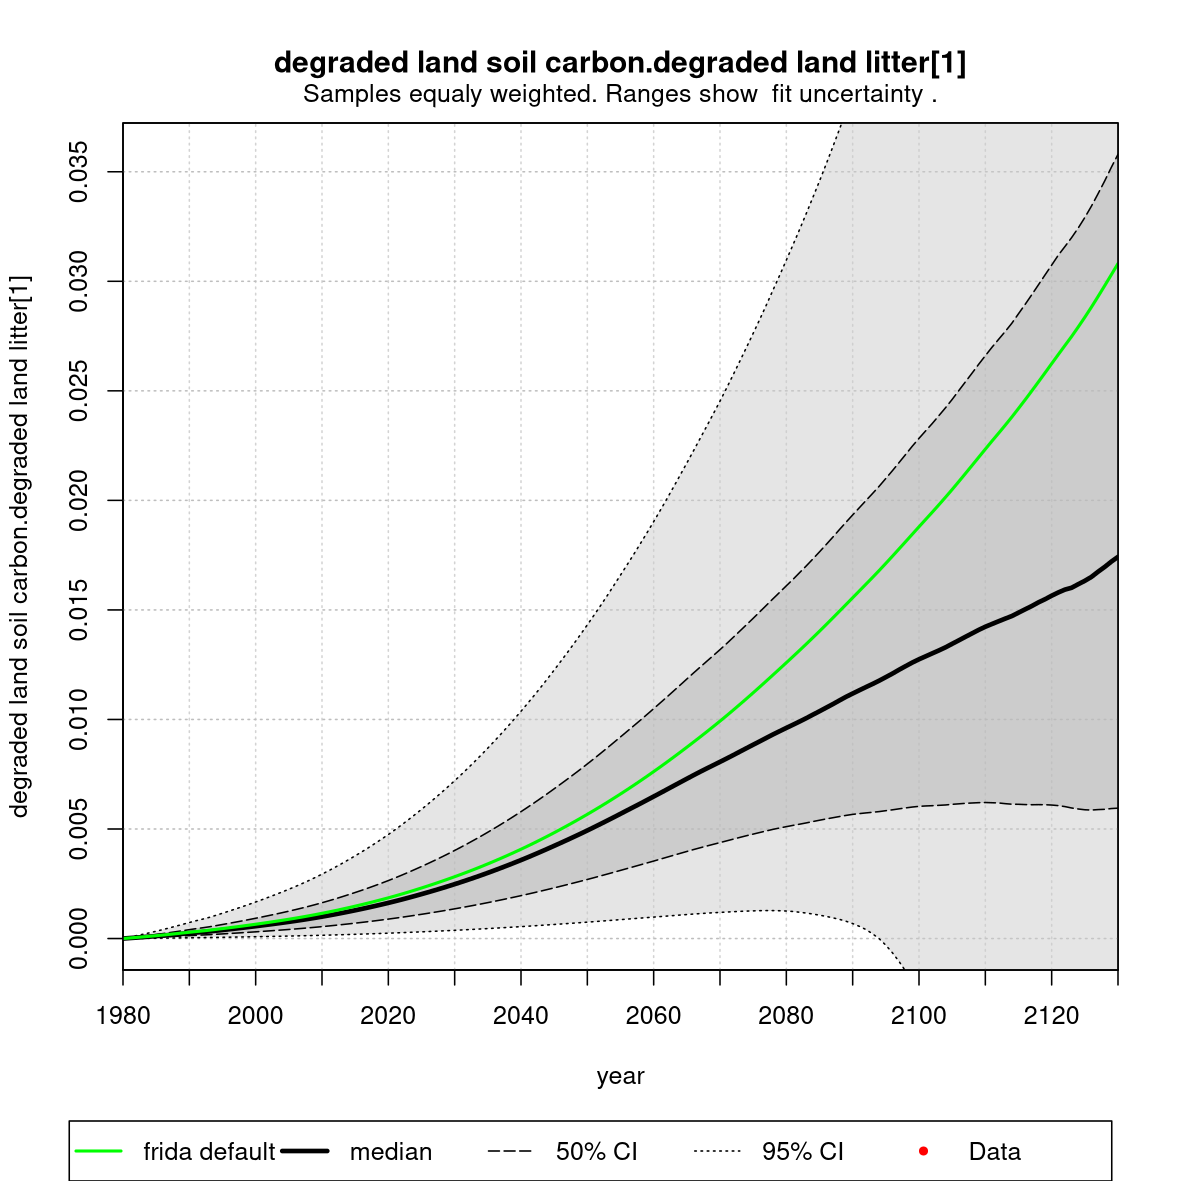 degraded land soil carbon.degraded land litter[1]
Samples equaly weighted. Ranges show  fit uncertainty .
degraded land soil carbon.degraded land litter[1]
0.035
0.030
0.025
0.020
0.015
0.010
0.005
0.000
1980 2000 2020 2040 2060 2080 2100 2120
year
frida default median 50% CI 95% CI Data